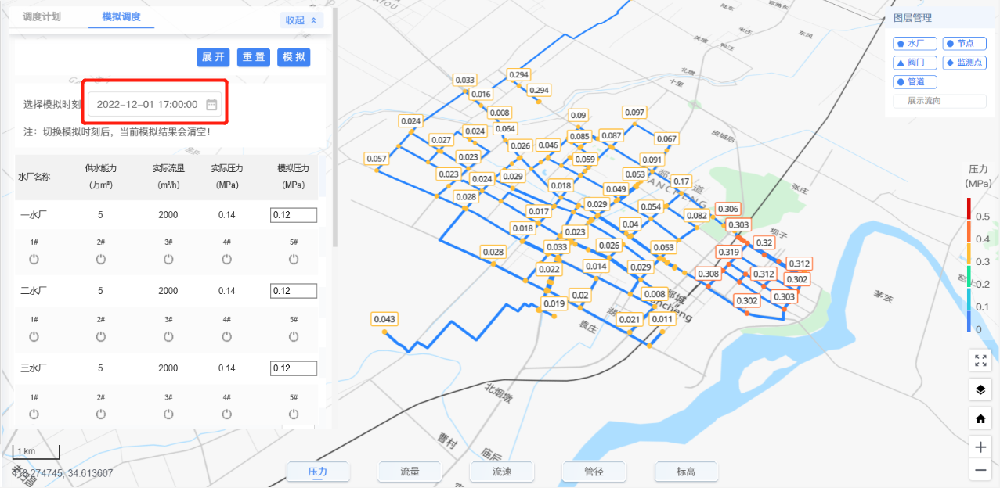 调度计划
模拟调度
收起
展开
重置
模拟
选择模拟时刻
2022-12-01 17:00:00
注：切换模拟时刻后，当前模拟结果会清空！
水厂名称
供水能力
(万m³)
实际流量
(m³/h)
实际压力
(MPa)
模拟压力
(MPa)
一水厂 5 2000 0.14 0.12
1# 2# 3# 4# 5#
二水厂 5 2000 0.14 0.12
1# 2# 3# 4# 5#
三水厂 5 2000 0.14 0.12
1# 2# 3# 4# 5#
1 km
274745, 34.613607
压力
流量
流速
管径
标高
图层管理
水厂
节点
阀门
监测点
管道
展示流向
压力
(MPa)
0.5
0.4
0.3
0.2
0.1
0
0.033
0.294
0.016
0.294
0.008
0.09
0.097
0.024
0.024
0.064
0.085
0.087
0.067
0.027
0.026
0.046
0.057
0.023
0.059
0.091
0.023
0.024
0.029
0.053
0.17
0.018
0.049
0.028
0.029
0.054
0.017
0.082
0.306
0.018
0.04
0.303
0.023
0.033
0.026
0.053
0.32
0.028
0.319
0.022
0.014
0.029
0.312
0.308
0.312
0.302
0.019
0.02
0.008
0.302
0.303
0.043
0.021
0.011
东凤
十里
皮城后
张庄
坝子
茅茨
袁庄
北烟墩
曹村
庙后
郯城
ancheng